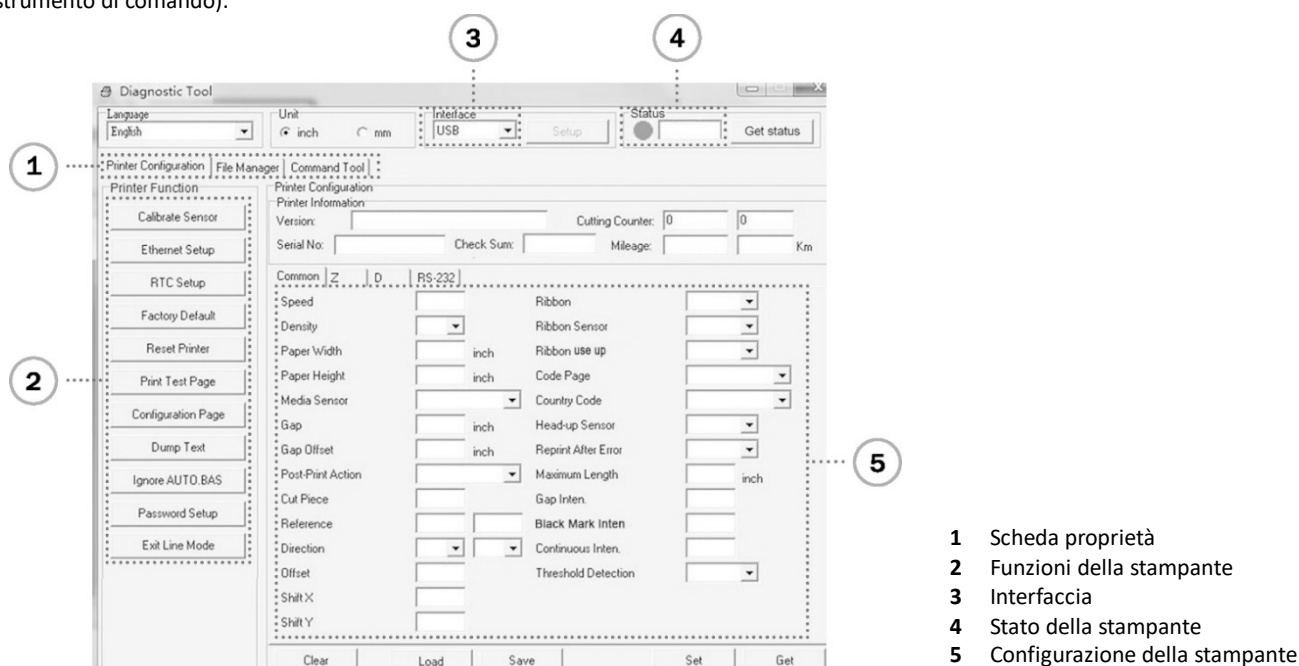 strumento di comando).
3
4
Diagnostic Tool
Language
Unit
Interface
Status
English
inch
mm
USB
Setup
Get status
1
Printer Configuration
File Manager
Command Tool
Printer Function
Printer Configuration
Printer Information
Calibrate Sensor
Version:
Cutting Counter:
0
0
Ethernet Setup
Serial No:
Check Sum:
Mileage:
Km
RTC Setup
Common
Z
D
RS-232
Factory Default
Speed
Ribbon
Density
Ribbon Sensor
Reset Printer
Paper Width
inch
Ribbon use up
2
Print Test Page
Paper Height
inch
Code Page
Configuration Page
Media Sensor
Country Code
Gap
inch
Head-up Sensor
Dump Text
Gap Offset
inch
Reprint After Error
5
Ignore AUTO.BAS
Post-Print Action
Maximum Length
inch
Cut Piece
Gap Inten.
Password Setup
Reference
Black Mark Inten
Exit Line Mode
Direction
Continuous Inten.
Offset
Threshold Detection
Shift X
Shift Y
Clear
Load
Save
Set
Get
1 Scheda proprietà
2 Funzioni della stampante
3 Interfaccia
4 Stato della stampante
5 Configurazione della stampante